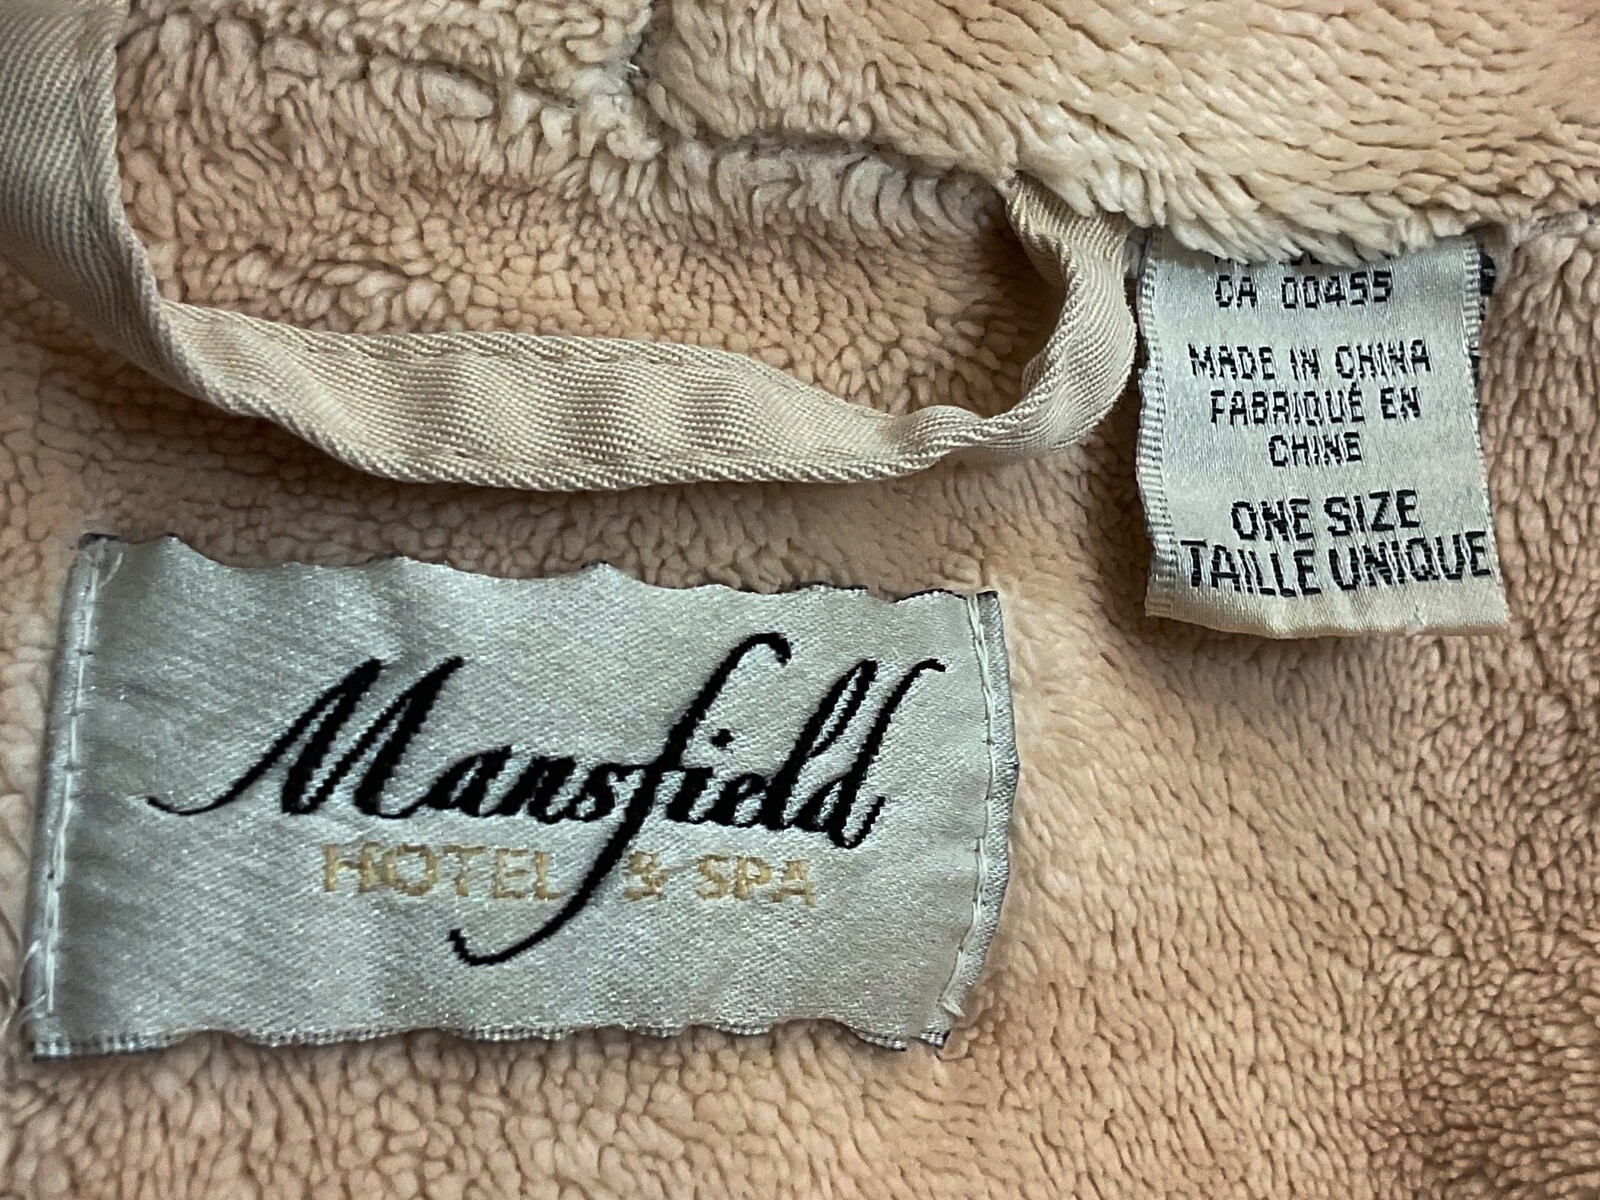 CA 00455
MADE IN CHINA
FABRIQUÉ EN
CHINE
ONE SIZE
TAILLE UNIQUE
Mansfield
HOTEL & SPA